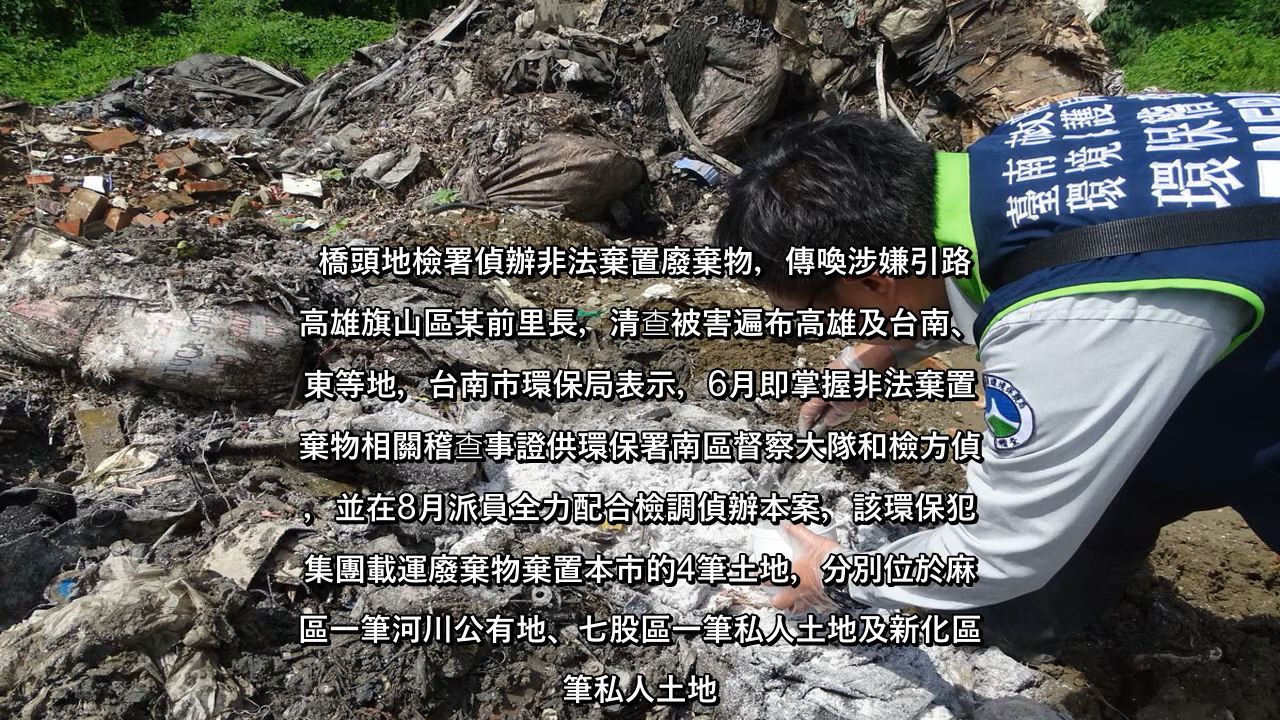 臺南
環境
環保
橋頭地檢署偵辦非法棄置廢棄物，傳喚涉嫌引路
高雄旗山區某前里長，清查被害遍布高雄及台南、
東等地，台南市環保局表示，6月即掌握非法棄置
棄物相關稽查事證供環保署南區督察大隊和檢方偵
，並在8月派員全力配合檢調偵辦本案，該環保犯
集團載運廢棄物棄置本市的4筆土地，分別位於麻
區一筆河川公有地、七股區一筆私人土地及新化區
筆私人土地